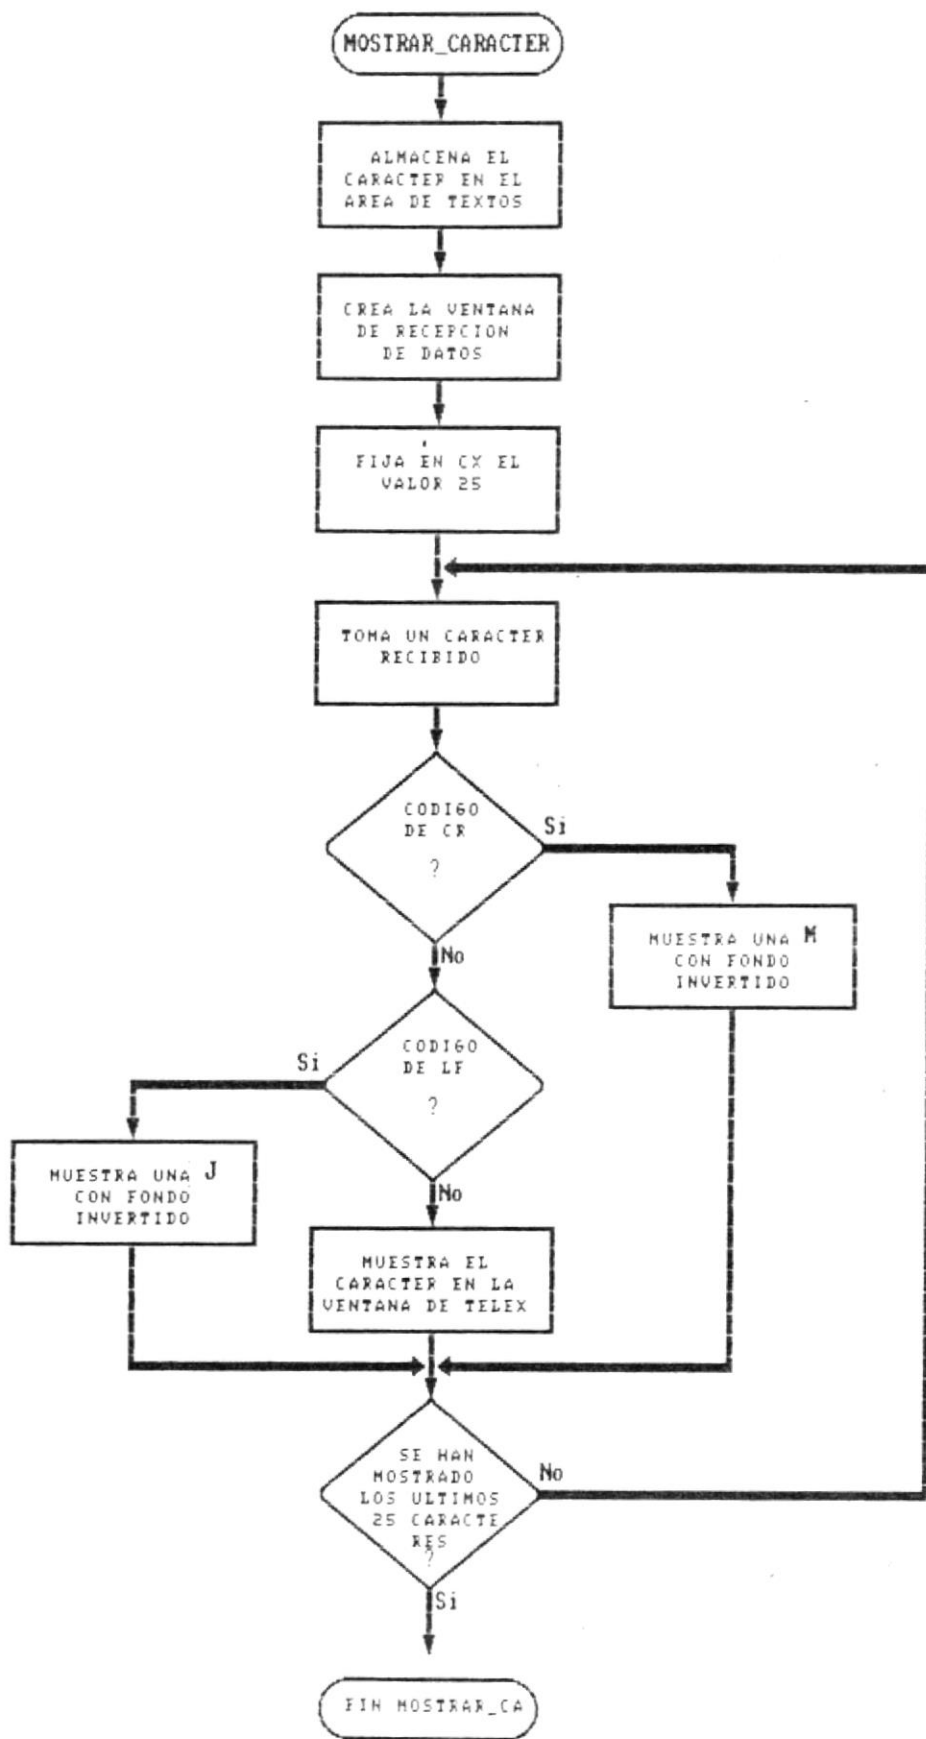 MOSTRAR_CARACTER
ALMACENA EL
CARACTER EN EL
AREA DE TEXTOS
CREA LA VENTANA
DE RECEPCION
DE DATOS
FIJA EN CX EL
VALOR 25
TOMA UN CARACTER
RECIBIDO
CODIGO
DE CR
?
Si
No
MUESTRA UNA M
CON FONDO
INVERTIDO
CODIGO
DE LF
?
Si
No
MUESTRA UNA J
CON FONDO
INVERTIDO
MUESTRA EL
CARACTER EN LA
VENTANA DE TELEX
SE HAN
MOSTRADO
LOS ULTIMOS
25 CARACTE
RES
?
No
Si
FIN MOSTRAR_CA